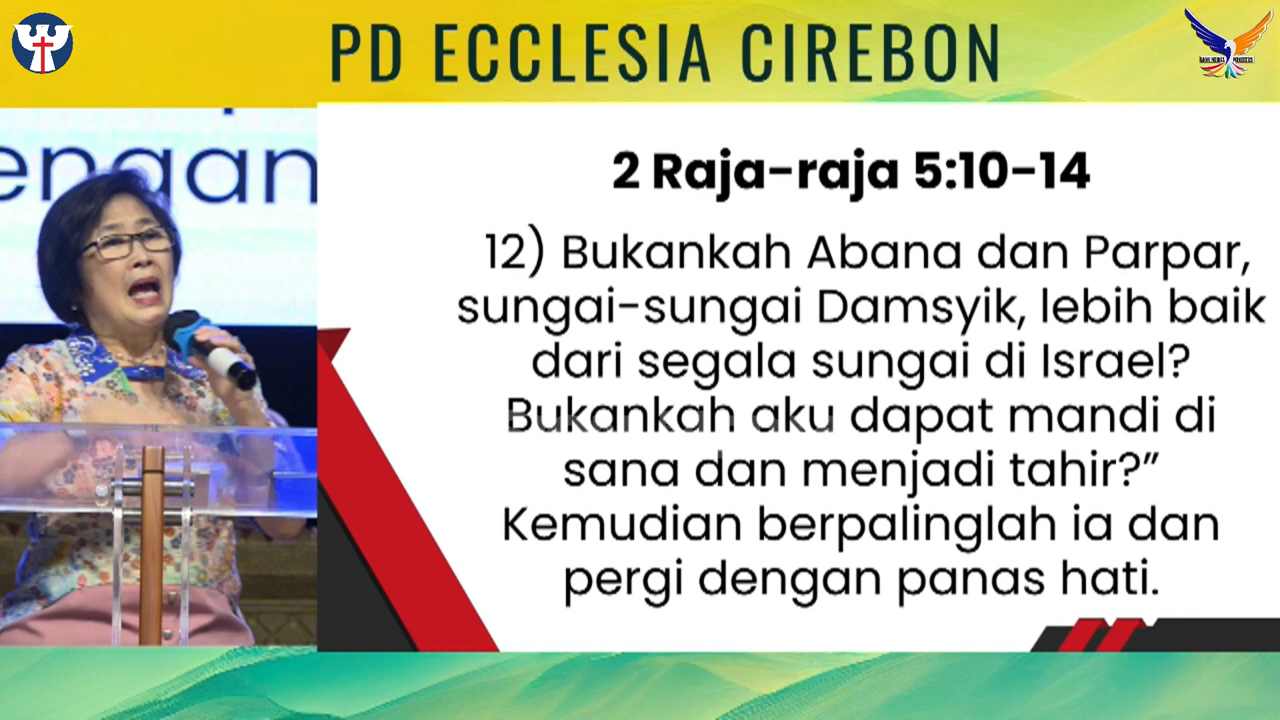 PD ECCLESIA CIREBON
engan
2 Raja-raja 5:10-14
12) Bukankah Abana dan Parpar,
sungai-sungai Damsyik, lebih baik
dari segala sungai di Israel?
Bukankah aku dapat mandi di
sana dan menjadi tahir?”
Kemudian berpalinglah ia dan
pergi dengan panas hati.